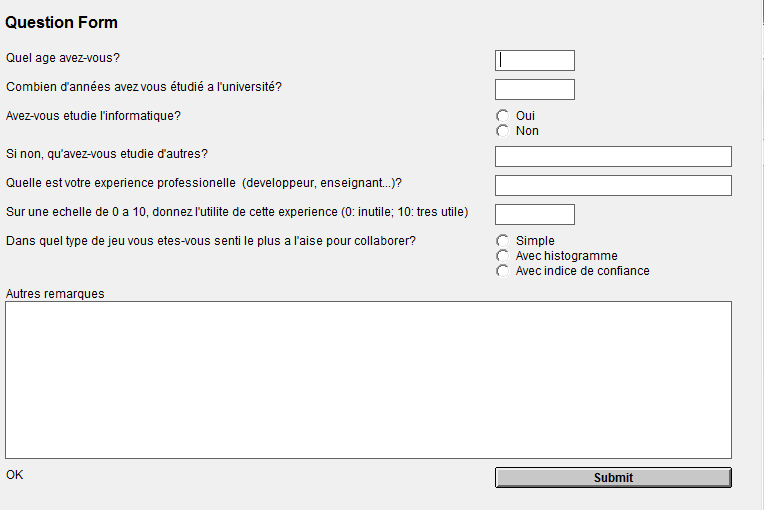 Question Form
Quel age avez-vous?
Combien d'années avez vous étudié a l'université?
Avez-vous etudie l'informatique?
Oui
Non
Si non, qu'avez-vous etudie d'autres?
Quelle est votre experience professionelle  (developpeur, enseignant...)?
Sur une echelle de 0 a 10, donnez l'utilite de cette experience (0: inutile; 10: tres utile)
Dans quel type de jeu vous etes-vous senti le plus a l'aise pour collaborer?
Simple
Avec histogramme
Avec indice de confiance
Autres remarques
OK
Submit